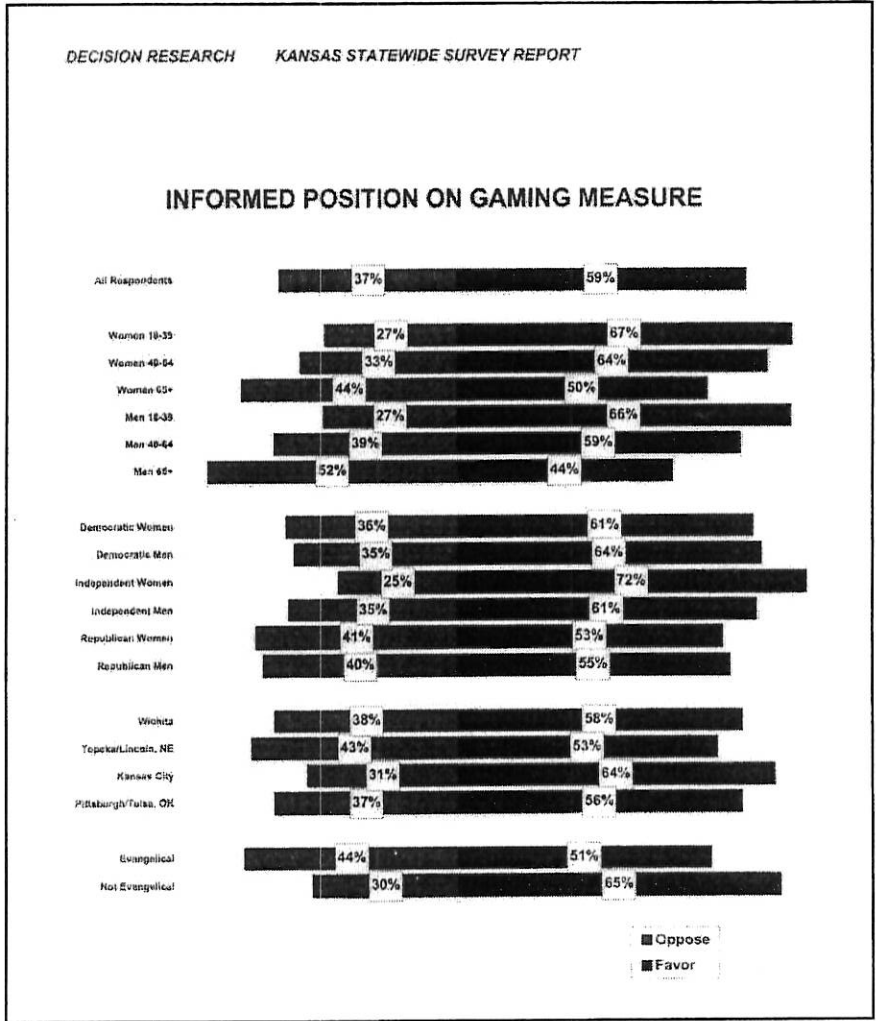 DECISION RESEARCH KANSAS STATEWIDE SURVEY REPORT
INFORMED POSITION ON GAMING MEASURE
All Respondents 37% 59%
Women 18-39 27% 67%
Women 40-64 33% 64%
Women 65+ 44% 50%
Men 18-39 27% 66%
Men 40-64 39% 59%
Men 65+ 52% 44%
Democratic Women 36% 61%
Democratic Men 35% 64%
Independent Women 25% 72%
Independent Men 35% 61%
Republican Women 41% 53%
Republican Men 40% 55%
Wichita 38% 58%
Topeka/Lincoln, NE 43% 53%
Kansas City 31% 64%
Pittsburgh/Tulsa, OK 37% 56%
Evangelical 44% 51%
Not Evangelical 30% 65%
Oppose
Favor